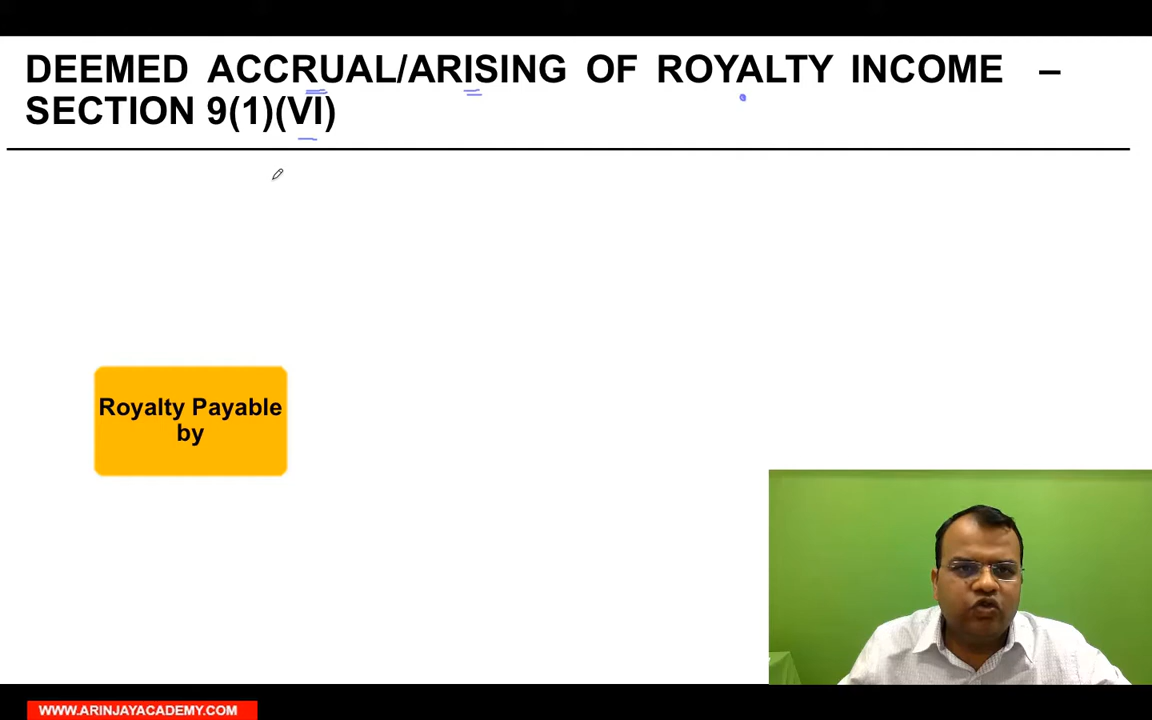 DEEMED ACCRUAL/ARISING OF ROYALTY INCOME –
SECTION 9(1)(VI)
Royalty Payable
by
WWW.ARINJAYACADEMY.COM